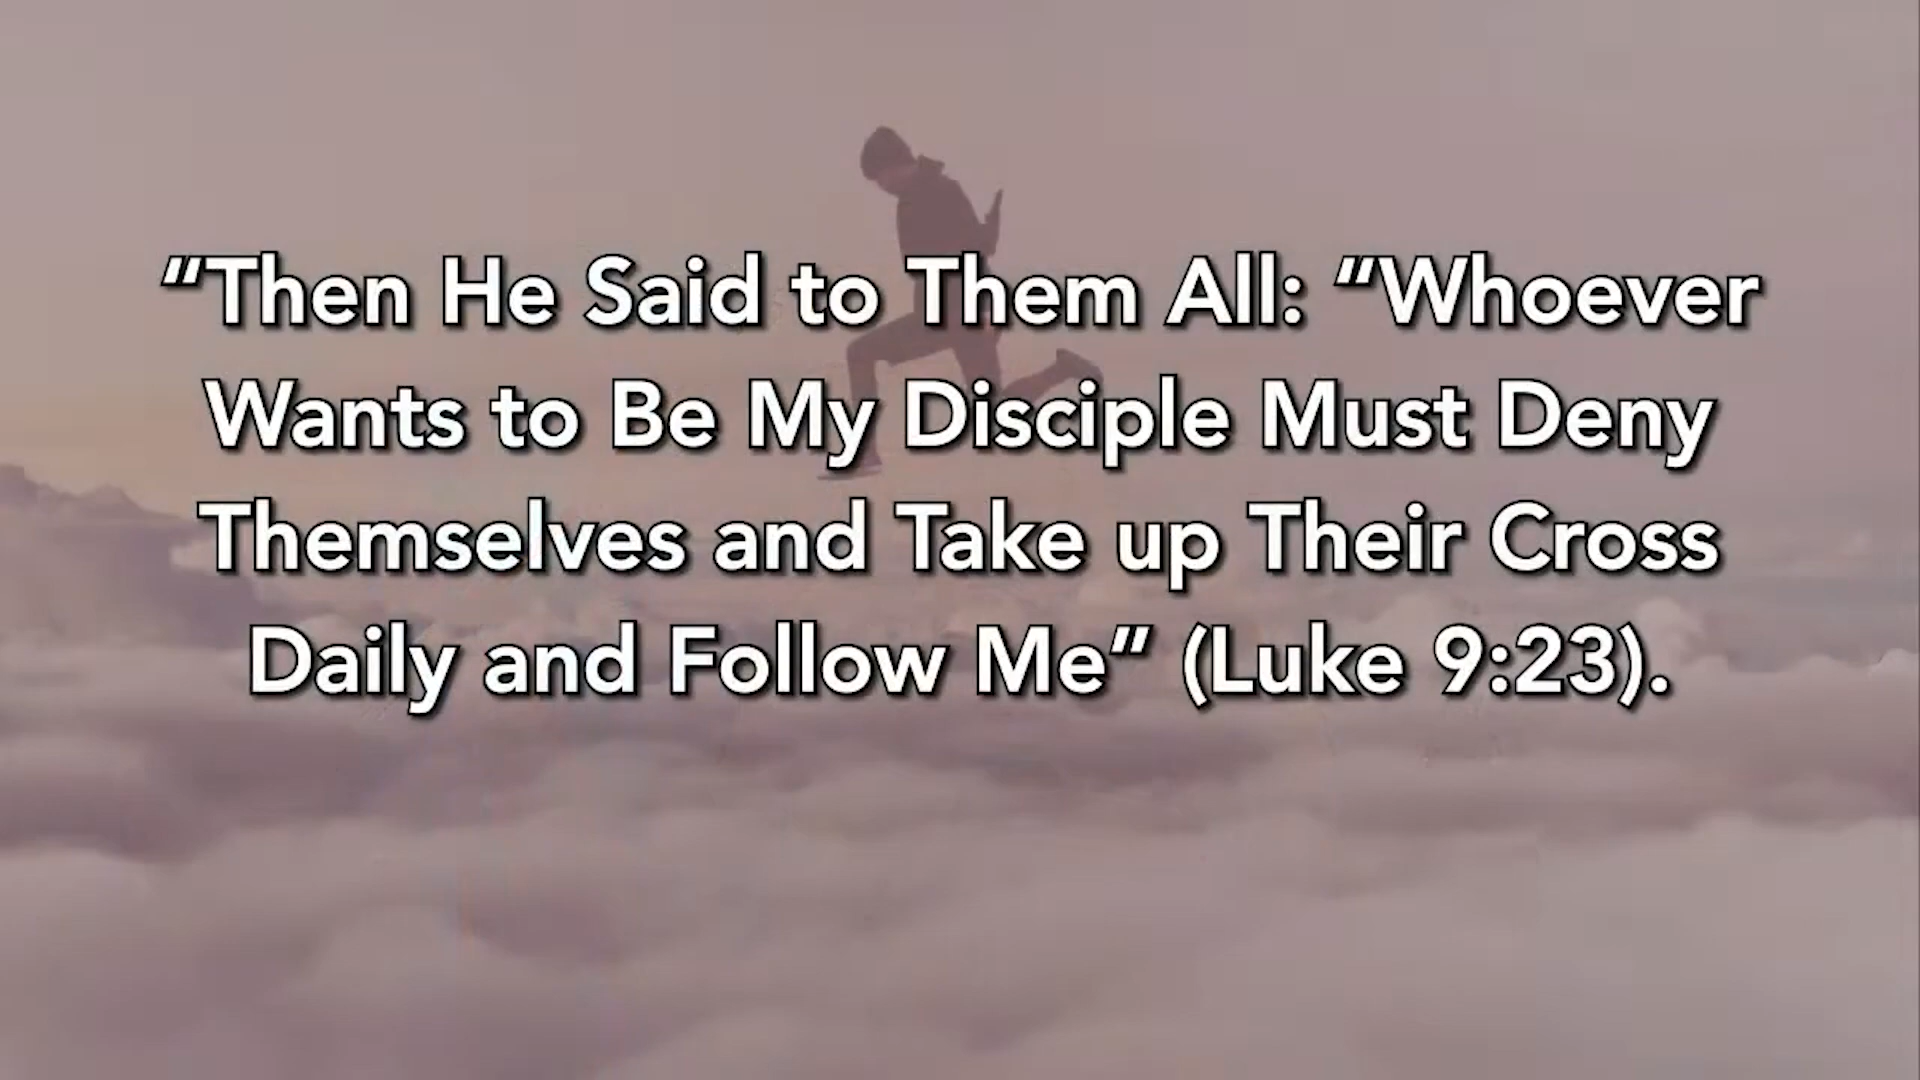 “Then He Said to Them All: “Whoever
Wants to Be My Disciple Must Deny
Themselves and Take up Their Cross
Daily and Follow Me” (Luke 9:23).